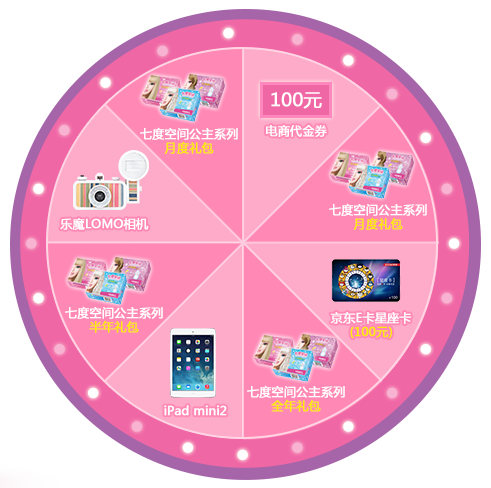 100元
电商代金券
七度空间公主系列
月度礼包
京东E卡星座卡
(100元)
七度空间公主系列
全年礼包
iPad mini2
七度空间公主系列
半年礼包
乐魔LOMO相机
七度空间公主系列
月度礼包